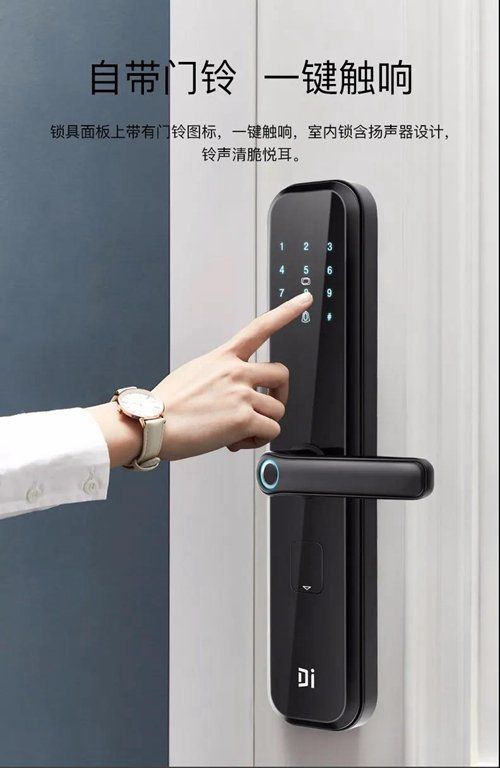 自带门铃 一键触响
锁具面板上带有门铃图标，一键触响，室内锁含扬声器设计，
铃声清脆悦耳。
1 2 3
4 5 6
7 8 9
#
Di